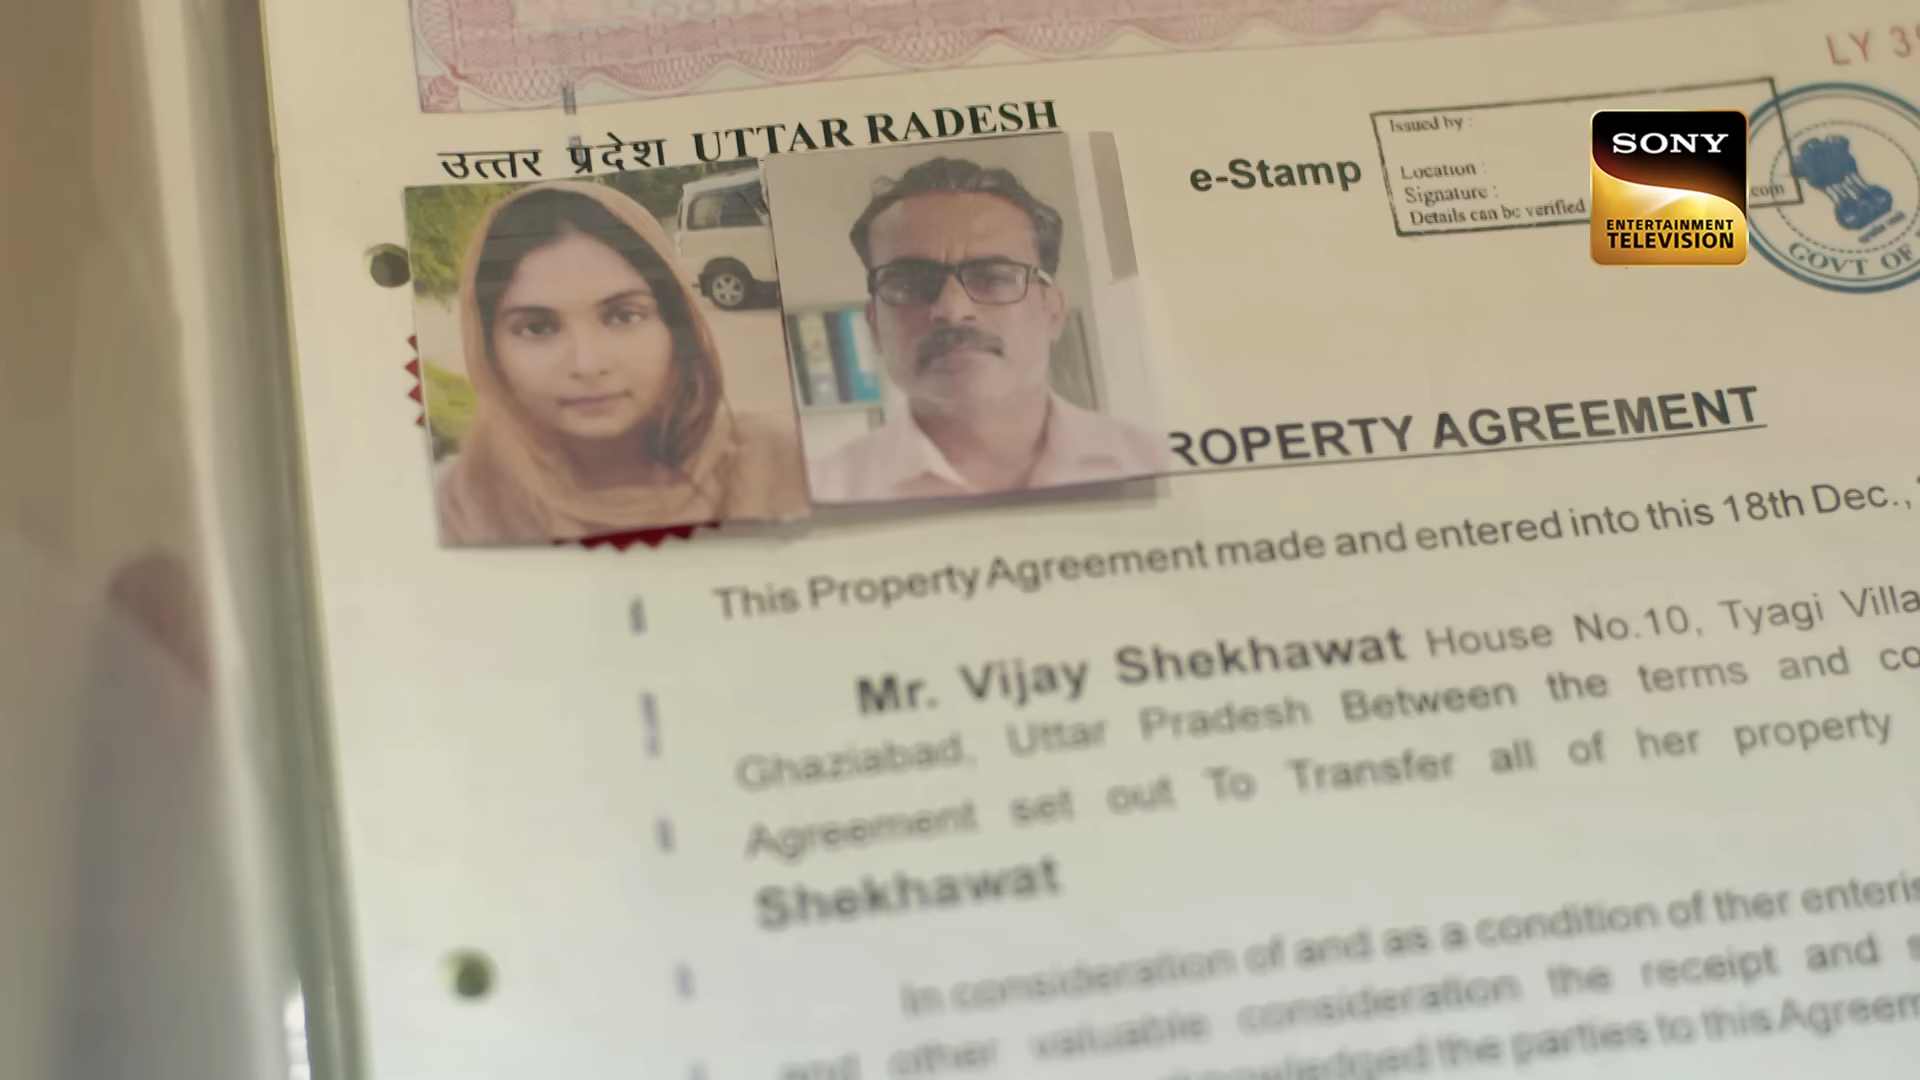 LY 39
उत्तर प्रदेश UTTAR RADESH
e-Stamp
Issued by :
Location :
Signature :
Details can be verified
.com
GOVT OF
SONY
ENTERTAINMENT
TELEVISION
ROPERTY AGREEMENT
This Property Agreement made and entered into this 18th Dec.,
Mr. Vijay Shekhawat House No.10, Tyagi Villa
Ghaziabad, Uttar Pradesh Between the terms and co
Agreement set out To Transfer all of her property
Shekhawat
In consideration of and as a condition of ther enteris
and other valuable consideration the receipt and s
knowledged the parties to this Agreem